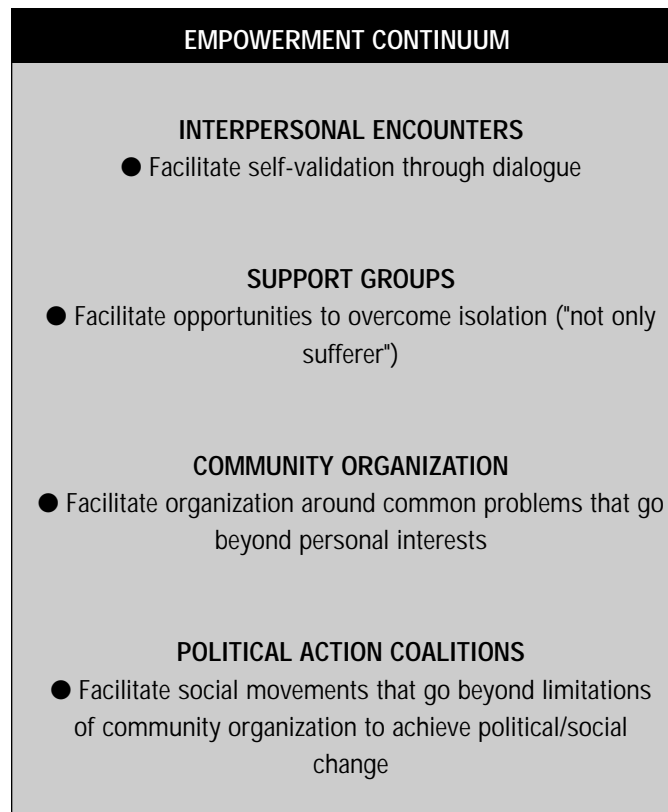 EMPOWERMENT CONTINUUM
INTERPERSONAL ENCOUNTERS
● Facilitate self-validation through dialogue
SUPPORT GROUPS
● Facilitate opportunities to overcome isolation ("not only
sufferer")
COMMUNITY ORGANIZATION
● Facilitate organization around common problems that go
beyond personal interests
POLITICAL ACTION COALITIONS
● Facilitate social movements that go beyond limitations
of community organization to achieve political/social
change